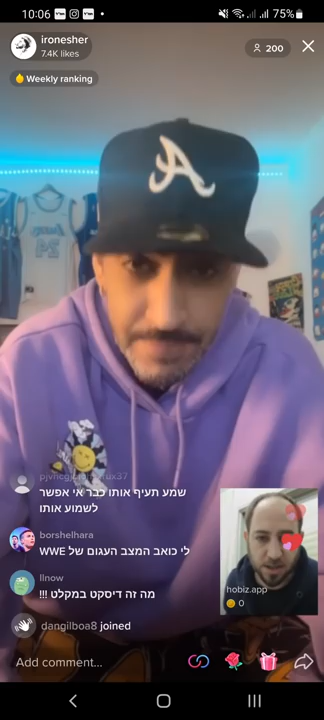 10:06
75%
ironesher
7.4K likes
200
Weekly ranking
A
שמע תעיף אותו כבר אי אפשר
לשמוע אותו
borshelhara
לי כואב המצב העגום של WWE
llnow
מה זה דיסקט במקלט !!!
dangilboa8 joined
hobiz.app
0
Add comment...